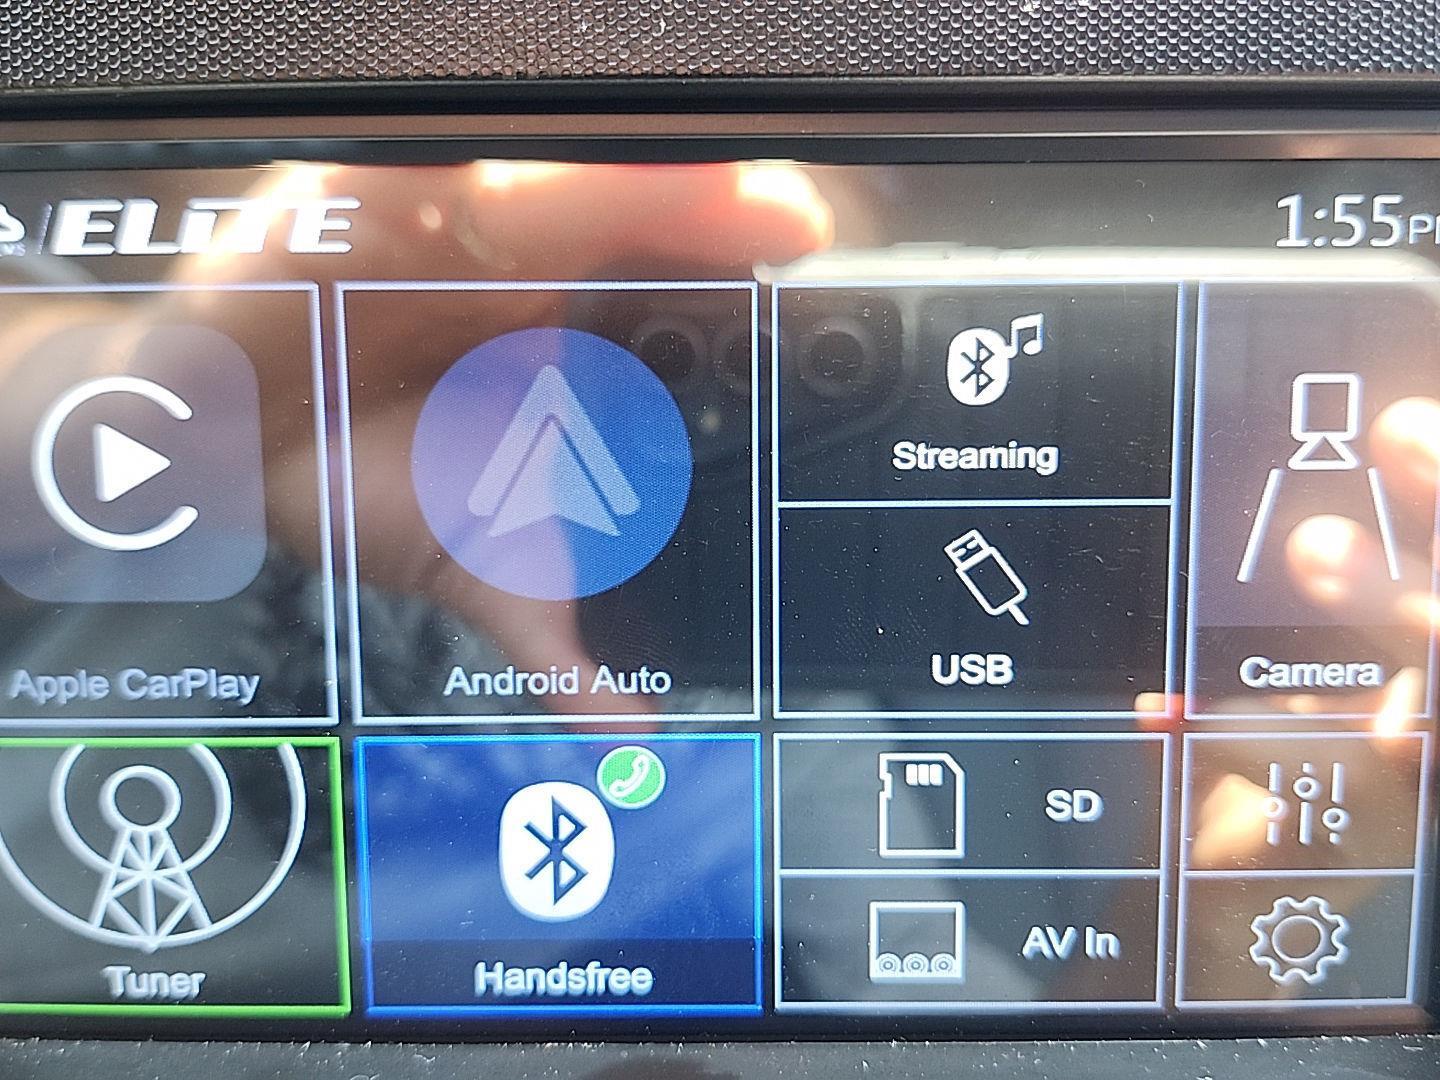 ELITE
1:55
Apple CarPlay
Android Auto
Streaming
USB
Camera
Tuner
Handsfree
SD
AV In